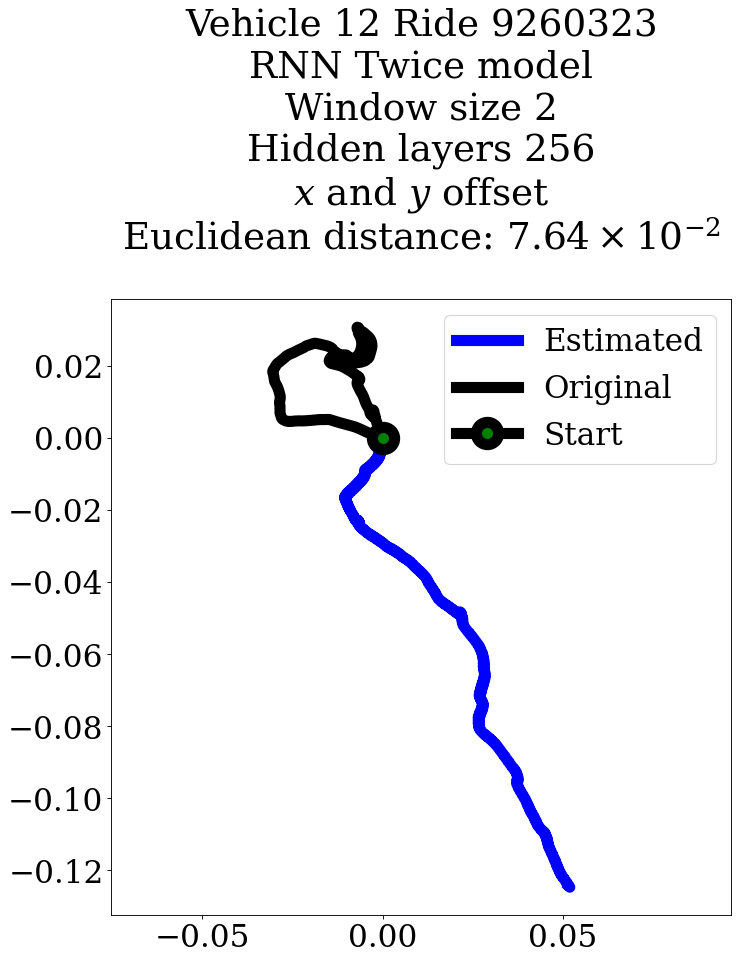 Vehicle 12 Ride 9260323
RNN Twice model
Window size 2
Hidden layers 256
x and y offset
Euclidean distance: 7.64 × 10⁻²
Estimated
Original
Start
0.02
0.00
−0.02
−0.04
−0.06
−0.08
−0.10
−0.12
−0.05 0.00 0.05